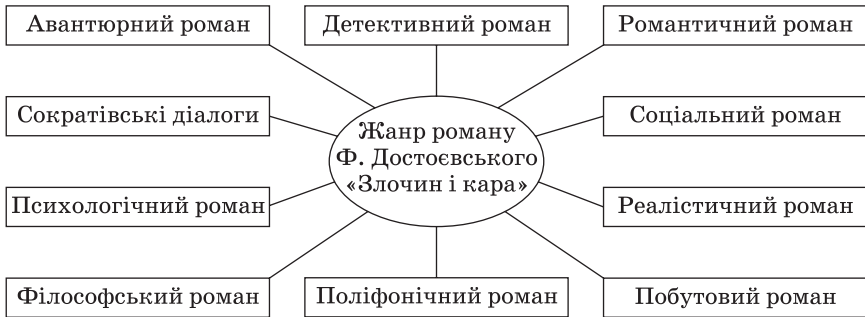 Авантюрний роман
Детективний роман
Романтичний роман
Сократівські діалоги
Жанр роману
Ф. Достоєвського
«Злочин і кара»
Соціальний роман
Психологічний роман
Реалістичний роман
Філософський роман
Поліфонічний роман
Побутовий роман